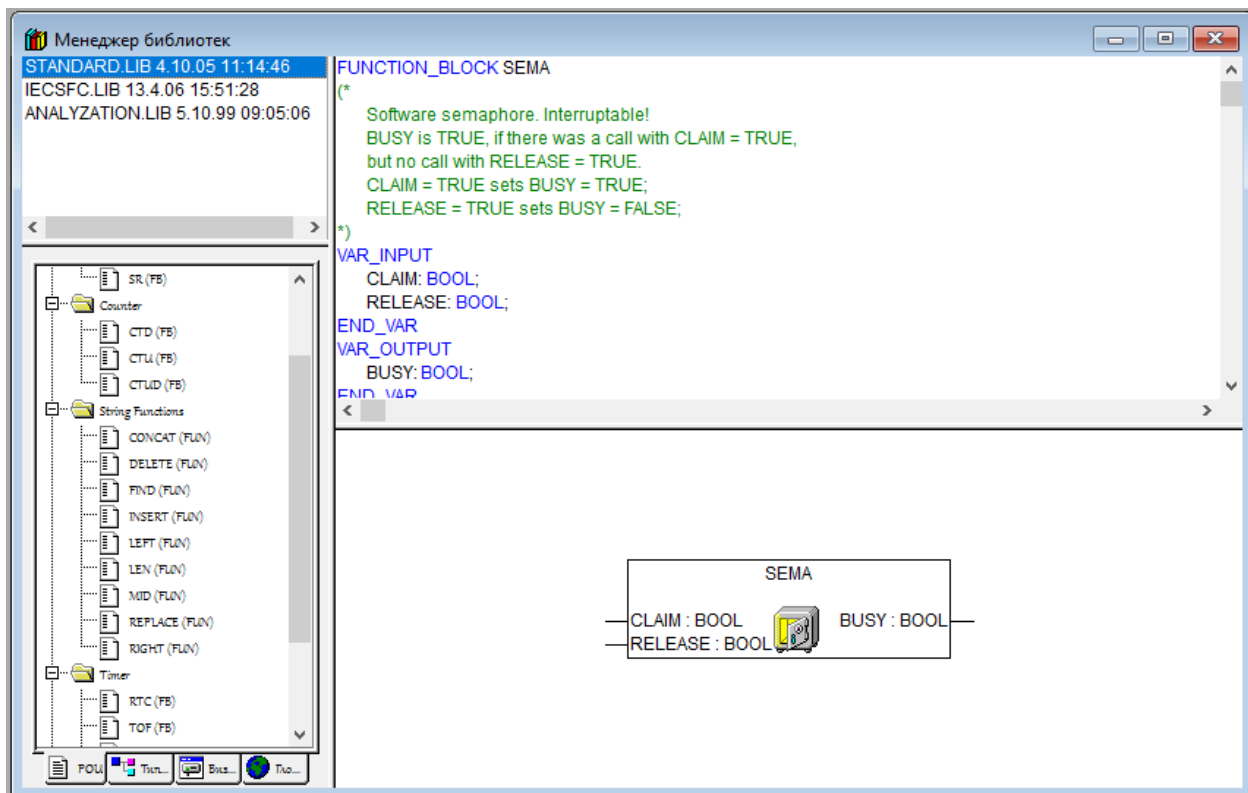 Менеджер библиотек
STANDARD.LIB 4.10.05 11:14:46
IECSFC.LIB 13.4.06 15:51:28
ANALYZATION.LIB 5.10.99 09:05:06
SR (FB)
Counter
CTD (FB)
CTU (FB)
CTUD (FB)
String Functions
CONCAT (FUN)
DELETE (FUN)
FIND (FUN)
INSERT (FUN)
LEFT (FUN)
LEN (FUN)
MID (FUN)
REPLACE (FUN)
RIGHT (FUN)
Timer
RTC (FB)
TOF (FB)
POU Тип... Виз... Гло...
FUNCTION_BLOCK SEMA
(*
Software semaphore. Interruptable!
BUSY is TRUE, if there was a call with CLAIM = TRUE,
but no call with RELEASE = TRUE.
CLAIM = TRUE sets BUSY = TRUE;
RELEASE = TRUE sets BUSY = FALSE;
*)
VAR_INPUT
CLAIM: BOOL;
RELEASE: BOOL;
END_VAR
VAR_OUTPUT
BUSY: BOOL;
END_VAR
SEMA
CLAIM : BOOL BUSY : BOOL
RELEASE : BOOL